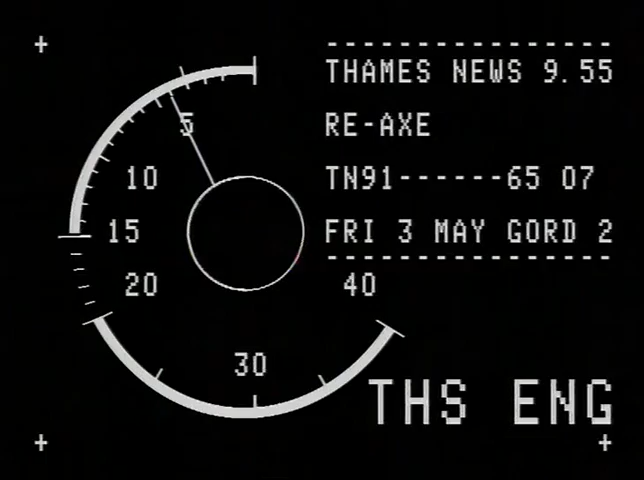 ----------------
THAMES NEWS 9.55
RE-AXE
TN91------65 07
FRI 3 MAY GORD 2
----------------
5
10
15
20
30
40
THS ENG